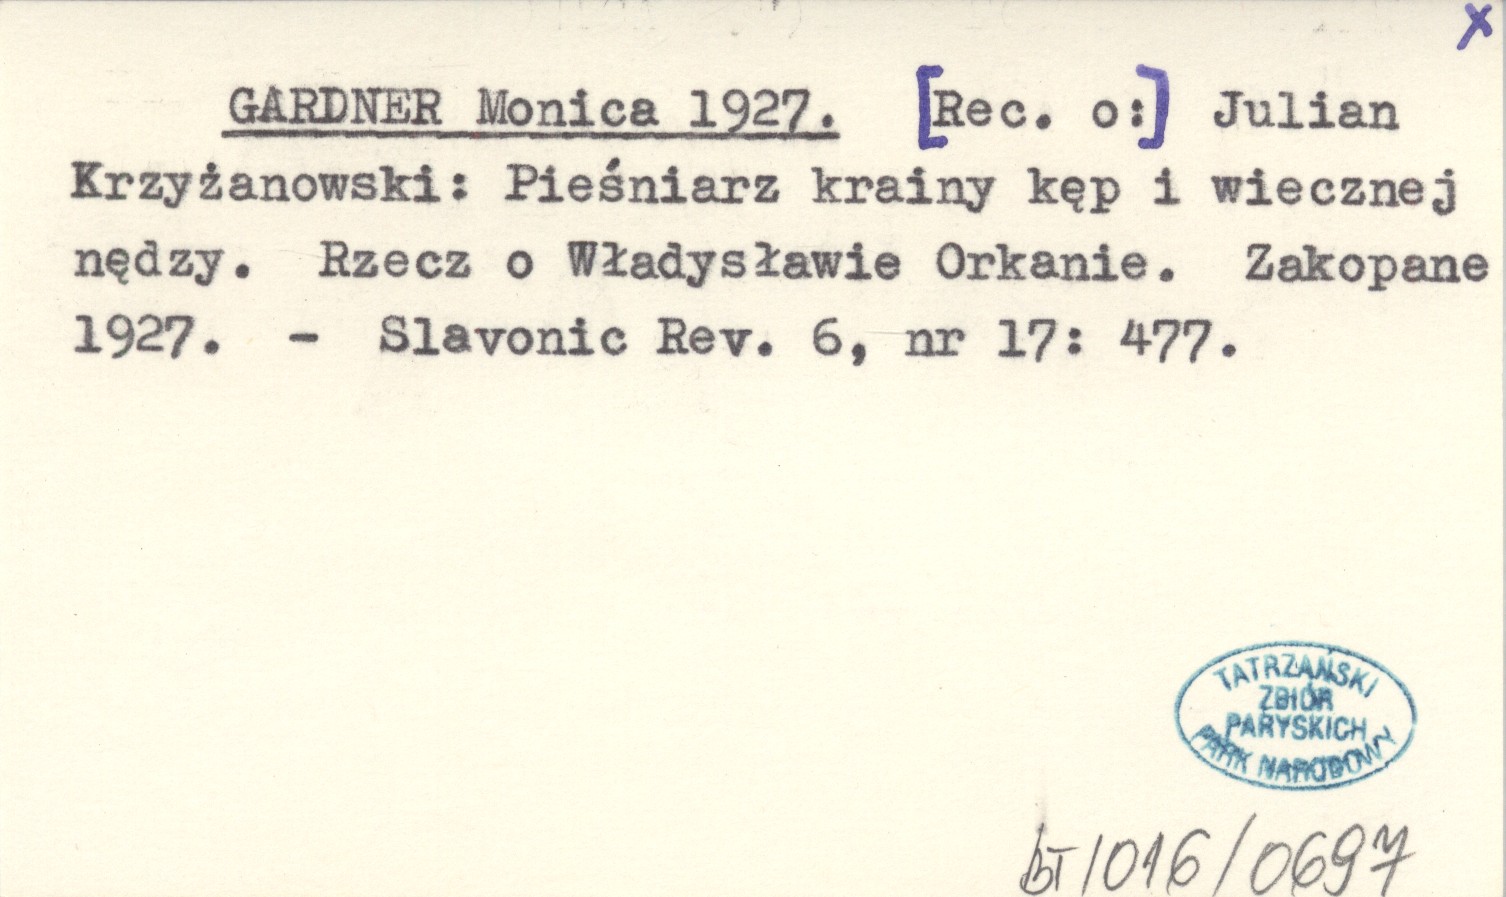 x
GARDNER Monica 1927. [Rec. o:] Julian
Krzyżanowski: Pieśniarz krainy kęp i wiecznej
nędzy. Rzecz o Władysławie Orkanie. Zakopane
1927. - Slavonic Rev. 6, nr 17: 477.
TATRZAŃSKI
ZBIÓR
PARYSKICH
PARK NARODOWY
bT/016/0697